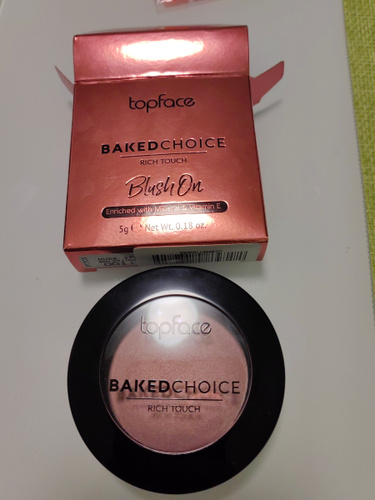 topface
BAKEDCHOICE
RICH TOUCH
Blush On
Enriched with Mineral & Vitamin E
5g e Net Wt. 0.18 oz.
topface
BAKEDCHOICE
RICH TOUCH